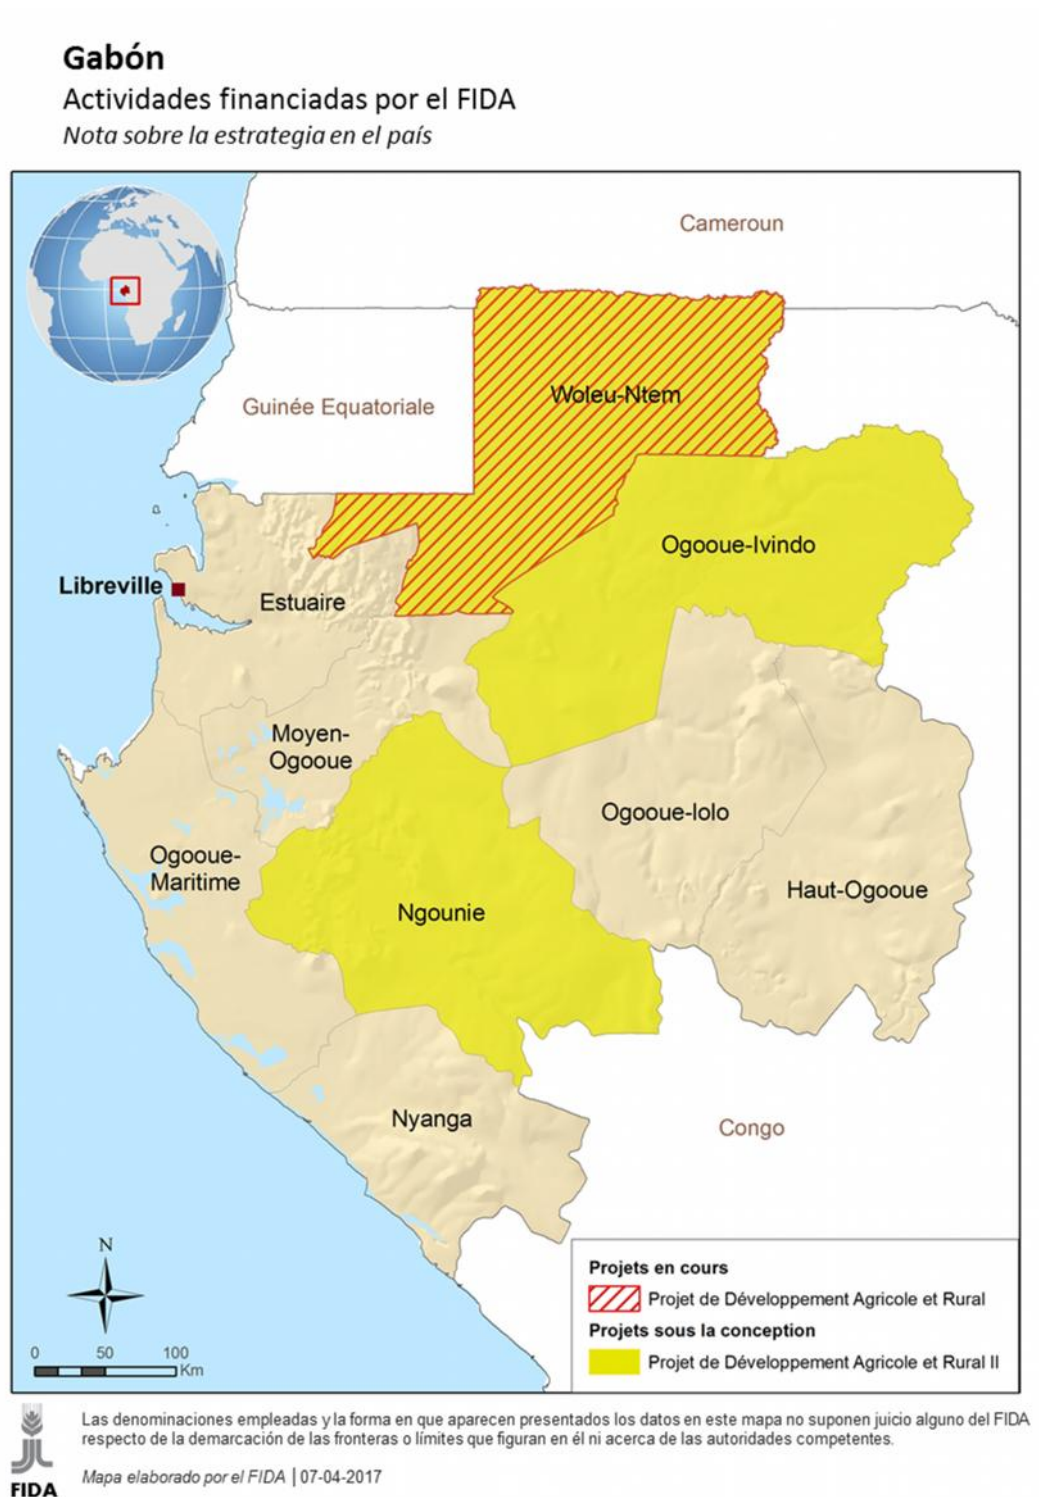 Gabón
Actividades financiadas por el FIDA
Nota sobre la estrategia en el país
Cameroun
Guinée Equatoriale
Woleu-Ntem
Ogooue-Ivindo
Libreville
Estuaire
Moyen-
Ogooue
Ogooue-lolo
Ogooue-
Maritime
Haut-Ogooue
Ngounie
Nyanga
Congo
N
0 50 100
Km
Projets en cours
Projet de Développement Agricole et Rural
Projets sous la conception
Projet de Développement Agricole et Rural II
Las denominaciones empleadas y la forma en que aparecen presentados los datos en este mapa no suponen juicio alguno del FIDA
respecto de la demarcación de las fronteras o límites que figuran en él ni acerca de las autoridades competentes.
Mapa elaborado por el FIDA | 07-04-2017
FIDA